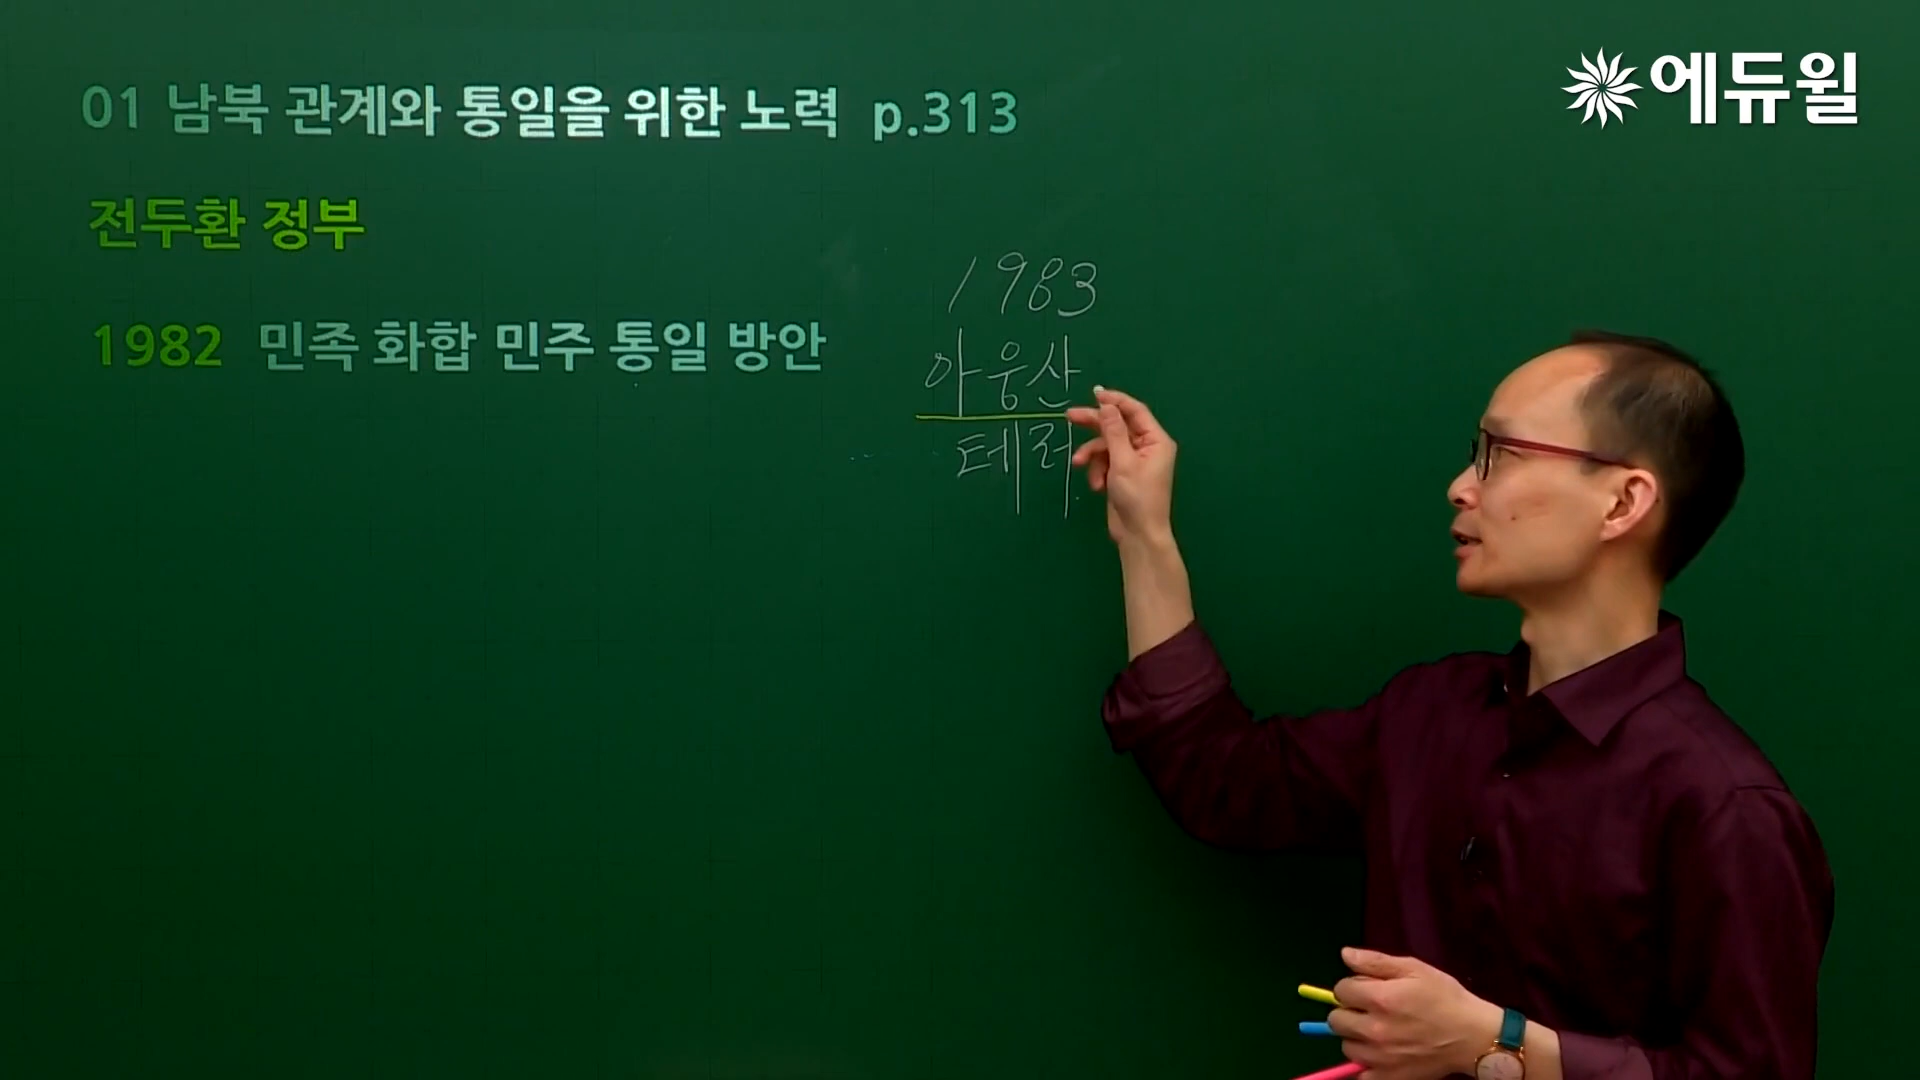 에듀윌
01 남북 관계와 통일을 위한 노력 p.313
전두환 정부
1982 민족 화합 민주 통일 방안
1983
아웅산
테러